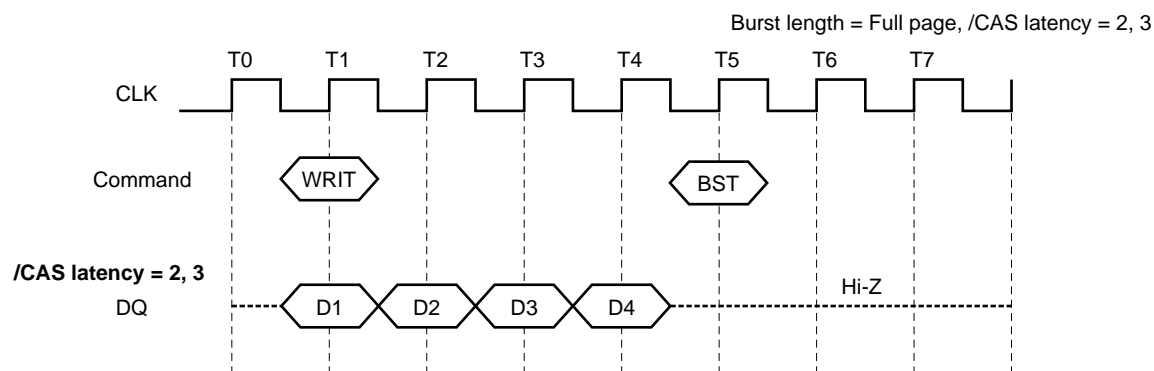 Burst length = Full page, /CAS latency = 2, 3
T0 T1 T2 T3 T4 T5 T6 T7
CLK
Command WRIT BST
/CAS latency = 2, 3
Hi-Z
DQ D1 D2 D3 D4